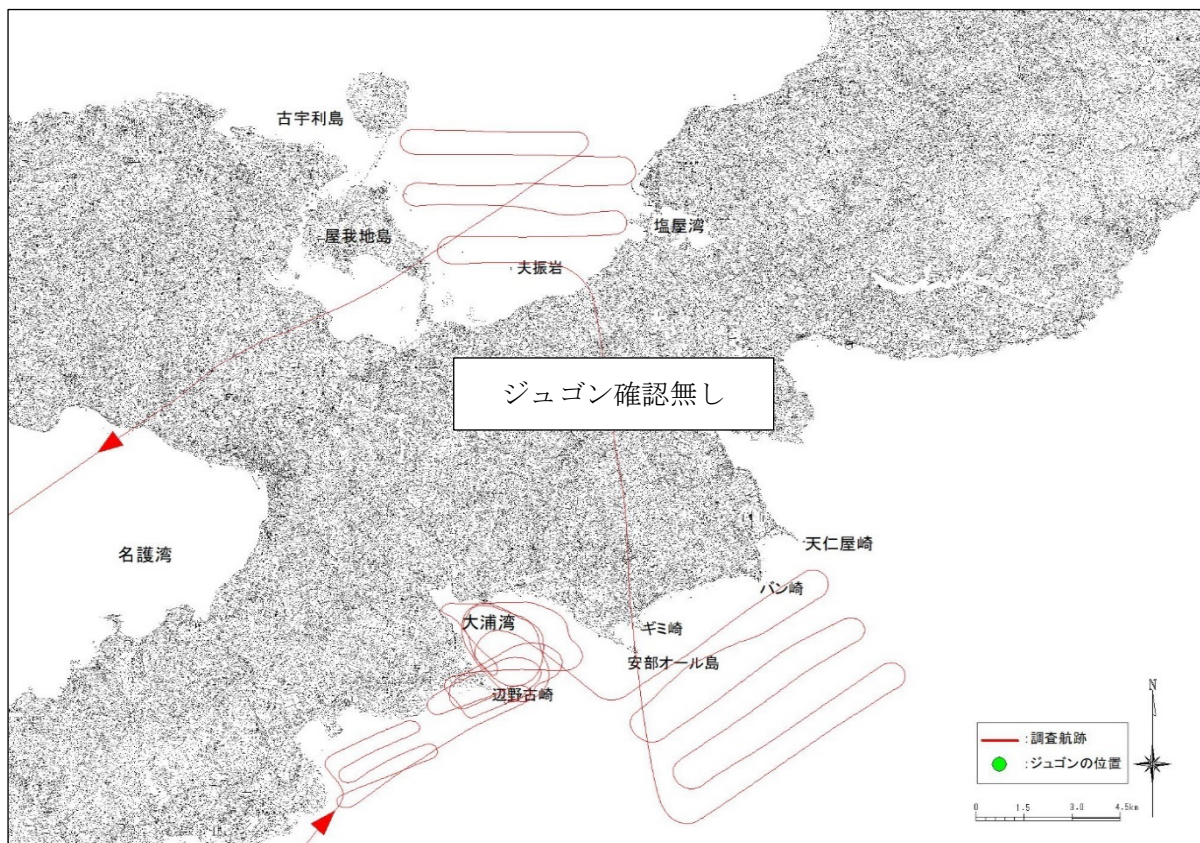 古宇利島
屋我地島
塩屋湾
夫振岩
ジュゴン確認無し
名護湾
天仁屋崎
バン崎
大浦湾
ギミ崎
安部オール島
辺野古崎
N
:調査航跡
:ジュゴンの位置
0 1.5 3.0 4.5km